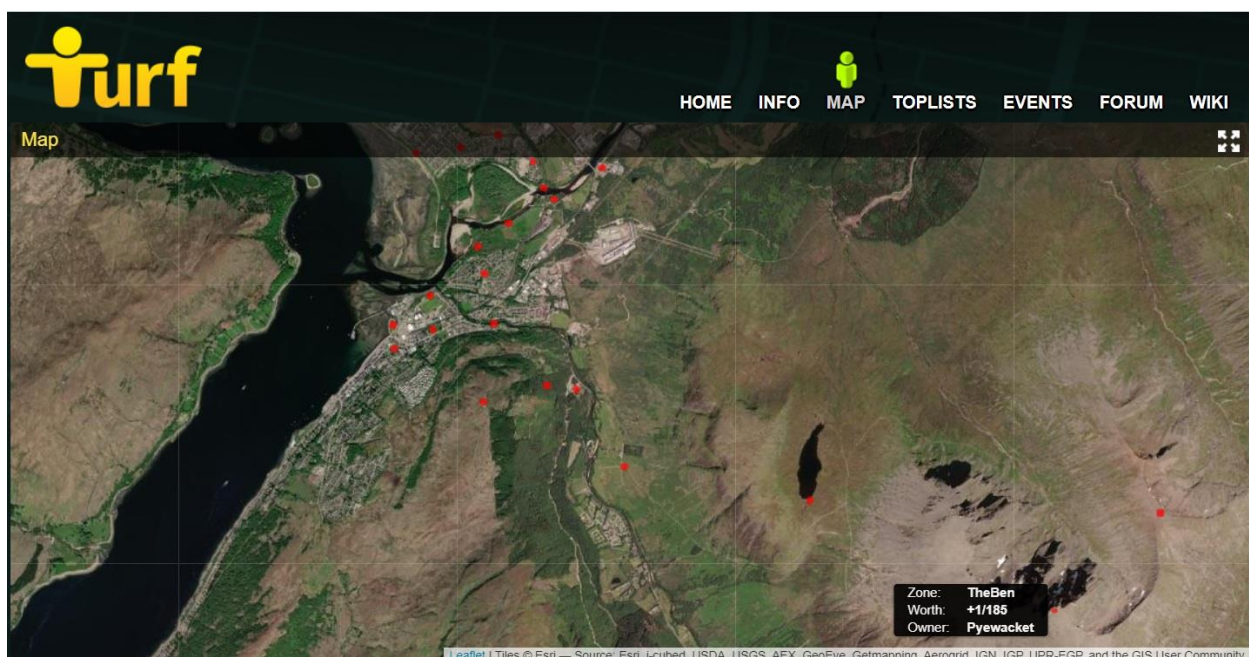 Turf
HOME INFO MAP TOPLISTS EVENTS FORUM WIKI
Map
Zone: TheBen
Worth: +1/185
Owner: Pyewacket
Leaflet | Tiles © Esri — Source: Esri, i-cubed, USDA, USGS, AEX, GeoEye, Getmapping, Aerogrid, IGN, IGP, UPR-EGP, and the GIS User Community